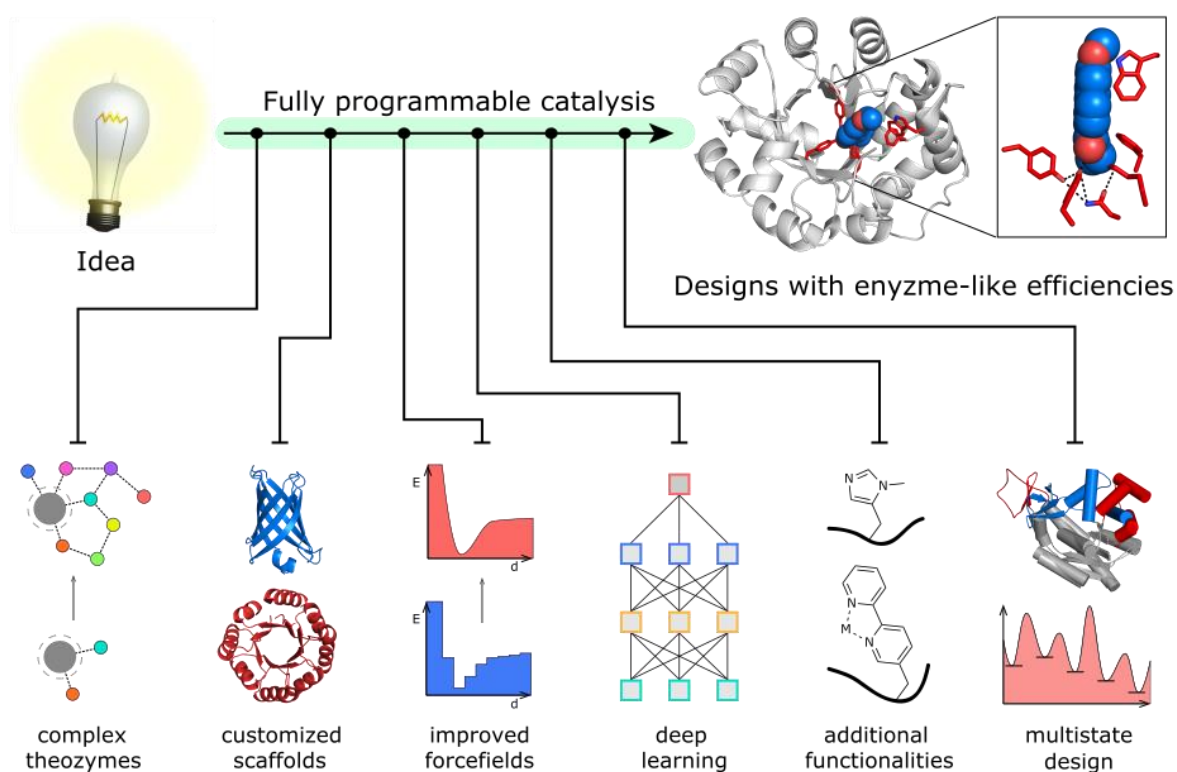 Fully programmable catalysis
Idea
Designs with enyzme-like efficiencies
E
d
E
d
N
N
N
M
N
complex
theozymes
customized
scaffolds
improved
forcefields
deep
learning
additional
functionalities
multistate
design